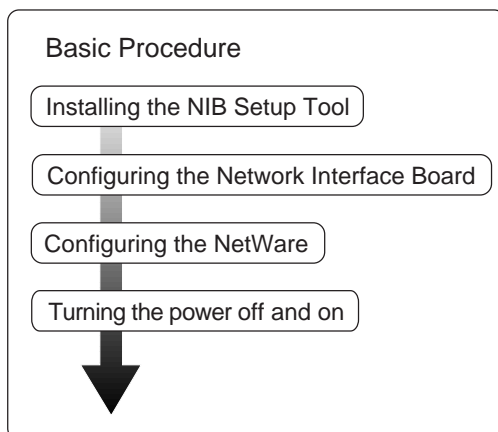 Basic Procedure
Installing the NIB Setup Tool
Configuring the Network Interface Board
Configuring the NetWare
Turning the power off and on